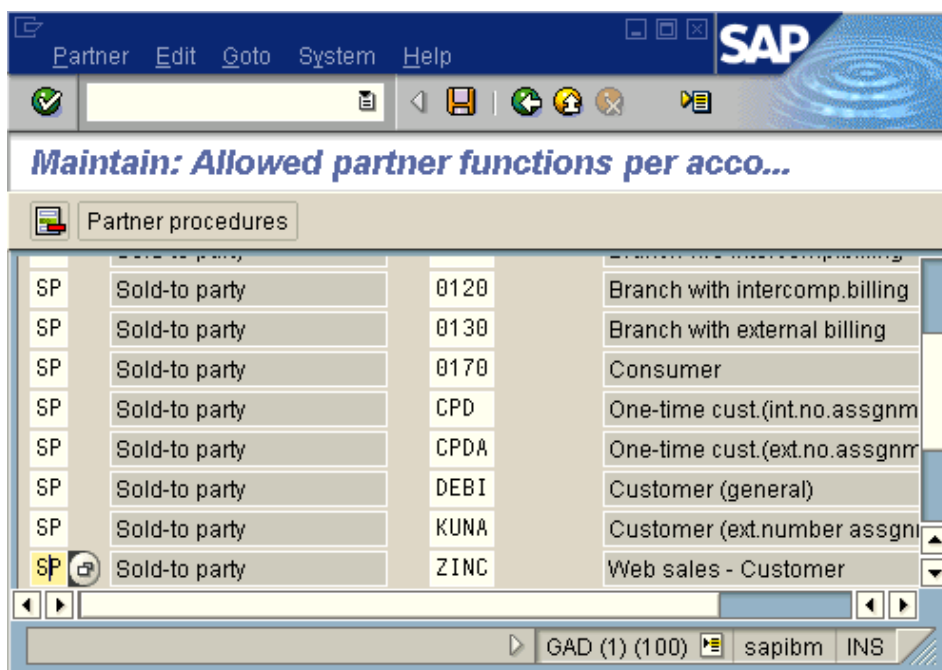 SAP
Partner Edit Goto System Help
Maintain: Allowed partner functions per acco...
Partner procedures
SP Sold-to party 0120 Branch with intercomp.billing
SP Sold-to party 0130 Branch with external billing
SP Sold-to party 0170 Consumer
SP Sold-to party CPD One-time cust.(int.no.assgnm
SP Sold-to party CPDA One-time cust.(ext.no.assgnm
SP Sold-to party DEBI Customer (general)
SP Sold-to party KUNA Customer (ext.number assgn
SP Sold-to party ZINC Web sales - Customer
GAD (1) (100) sapibm INS